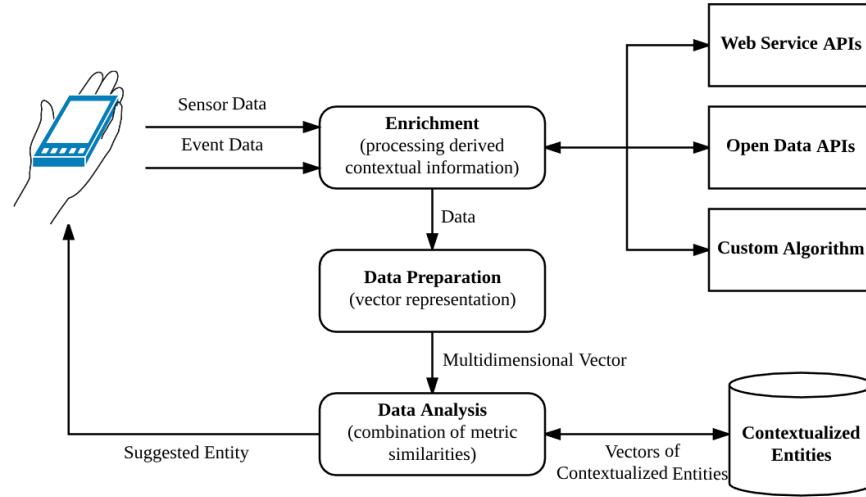 Sensor Data
Event Data
Enrichment
(processing derived
contextual information)
Web Service APIs
Open Data APIs
Custom Algorithm
Data
Data Preparation
(vector representation)
Multidimensional Vector
Data Analysis
(combination of metric
similarities)
Suggested Entity
Vectors of
Contextualized Entities
Contextualized
Entities